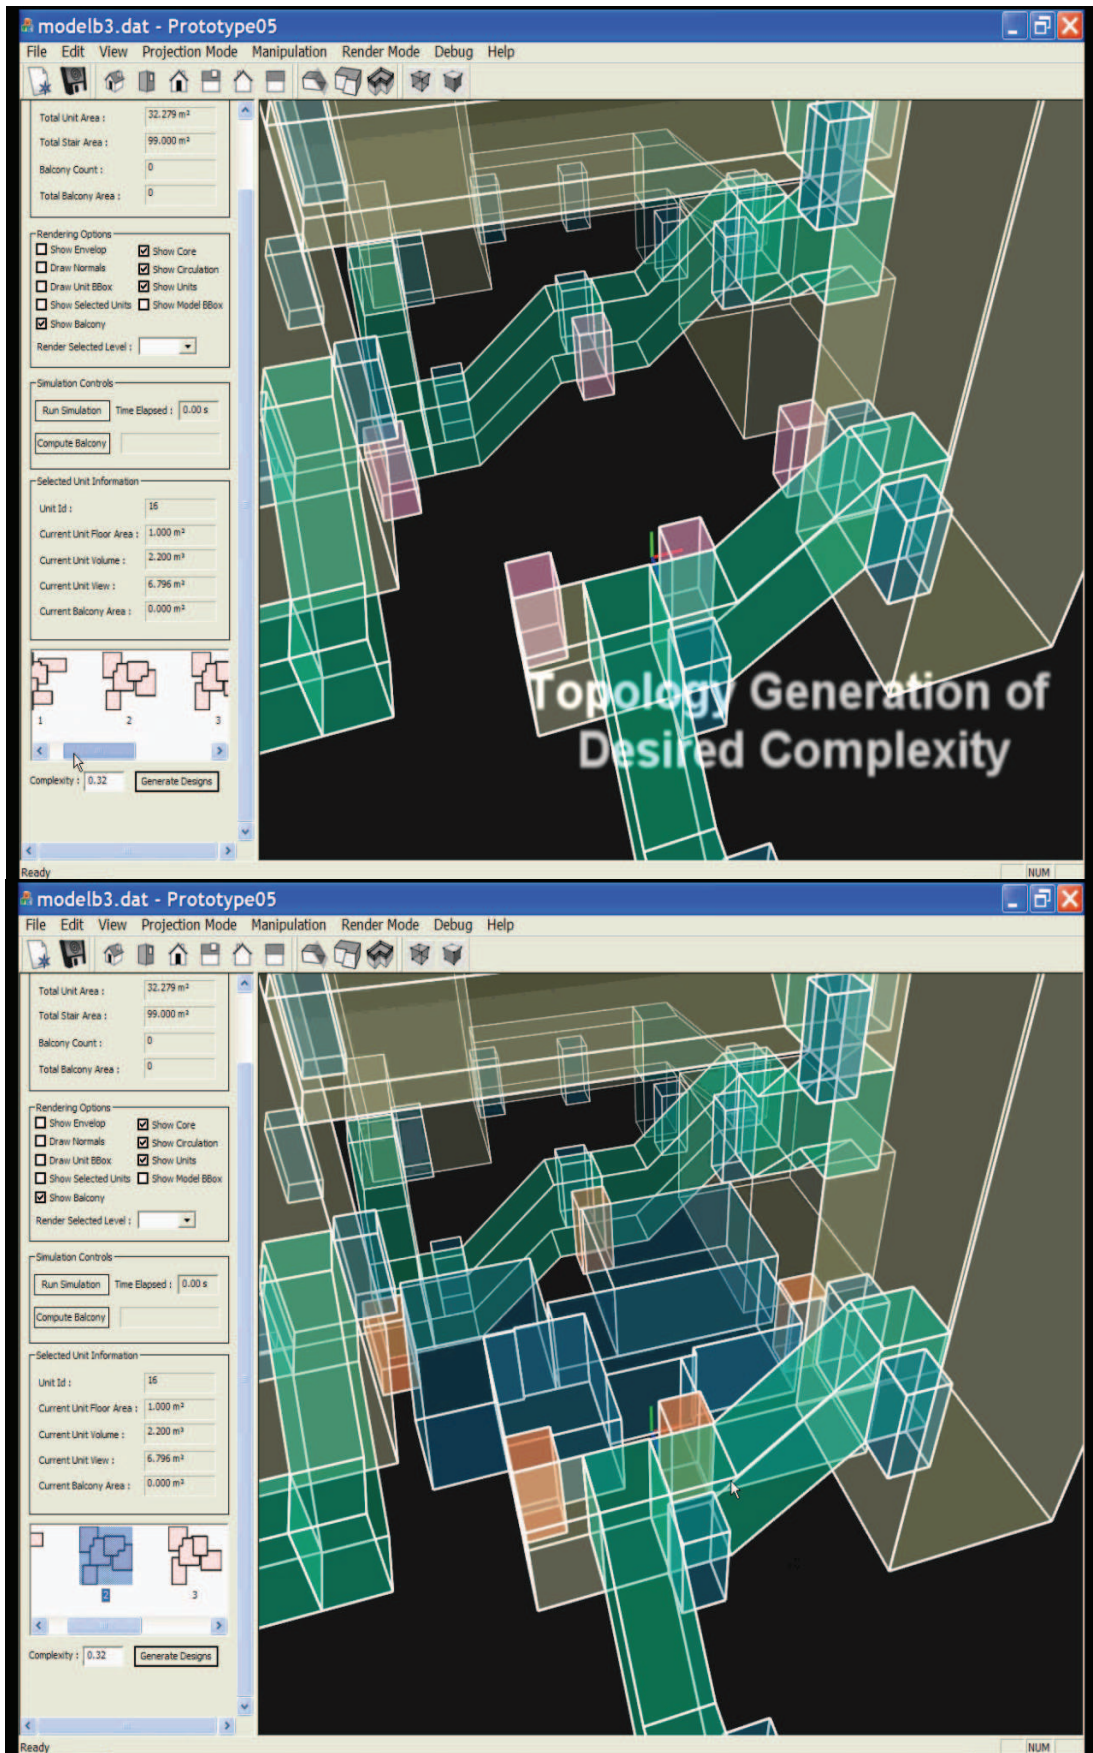 modelb3.dat - Prototype05
File Edit View Projection Mode Manipulation Render Mode Debug Help
Total Unit Area : 32.279 m²
Total Stair Area : 99.000 m²
Balcony Count : 0
Total Balcony Area : 0
Rendering Options
Show Envelop Show Core
Draw Normals Show Circulation
Draw Unit BBox Show Units
Show Selected Units Show Model BBox
Show Balcony
Render Selected Level :
Simulation Controls
Run Simulation Time Elapsed : 0.00 s
Compute Balcony
Selected Unit Information
Unit Id : 16
Current Unit Floor Area : 1.000 m²
Current Unit Volume : 2.200 m³
Current Unit View : 6.796 m²
Current Balcony Area : 0.000 m²
1 2 3
Complexity : 0.32 Generate Designs
Topology Generation of
Desired Complexity
Ready NUM
modelb3.dat - Prototype05
File Edit View Projection Mode Manipulation Render Mode Debug Help
Total Unit Area : 32.279 m²
Total Stair Area : 99.000 m²
Balcony Count : 0
Total Balcony Area : 0
Rendering Options
Show Envelop Show Core
Draw Normals Show Circulation
Draw Unit BBox Show Units
Show Selected Units Show Model BBox
Show Balcony
Render Selected Level :
Simulation Controls
Run Simulation Time Elapsed : 0.00 s
Compute Balcony
Selected Unit Information
Unit Id : 16
Current Unit Floor Area : 1.000 m²
Current Unit Volume : 2.200 m³
Current Unit View : 6.796 m²
Current Balcony Area : 0.000 m²
2 3
Complexity : 0.32 Generate Designs
Ready NUM